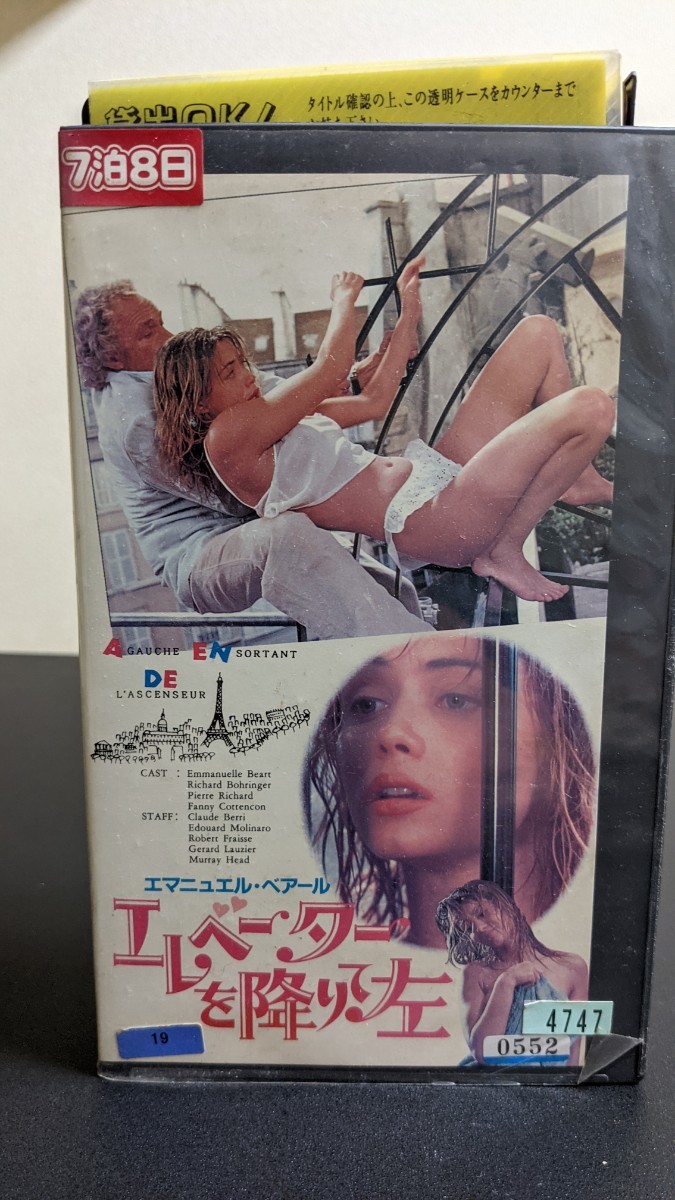 貸出OK!
タイトル確認の上、この透明ケースをカウンターまで
7泊8日
A GAUCHE EN SORTANT
DE L'ASCENSEUR
CAST : Emmanuelle Beart
Richard Bohringer
Pierre Richard
Fanny Cottencon
STAFF: Claude Berri
Edouard Molinaro
Robert Fraisse
Gerard Lauzier
Murray Head
エマニュエル・ベアール
エレベーター
を降りて左
19
4747
0552